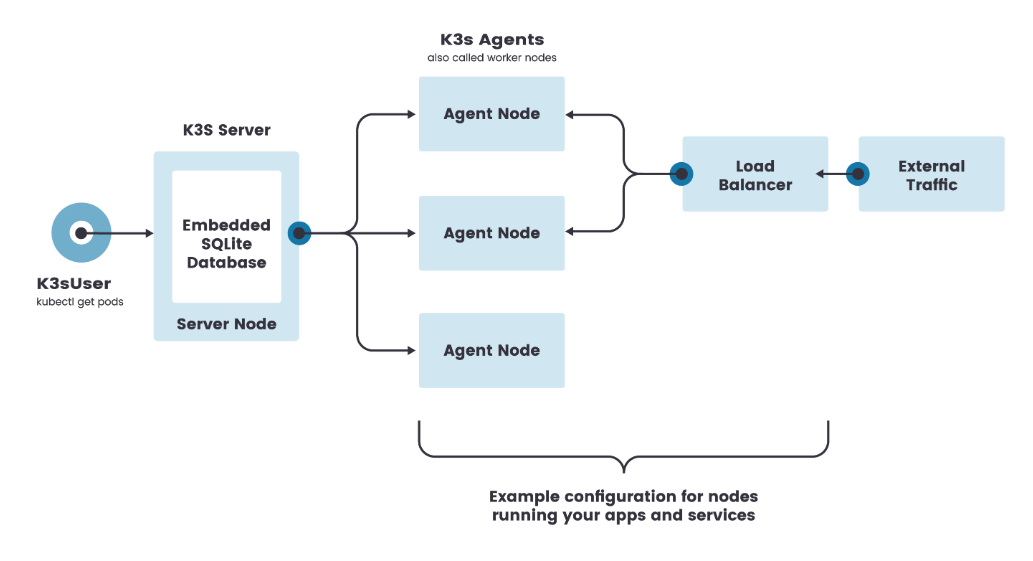 K3s Agents
also called worker nodes
Agent Node
K3S Server
Embedded
SQLite
Database
Server Node
K3sUser
kubectl get pods
Agent Node
Agent Node
Load
Balancer
External
Traffic
Example configuration for nodes
running your apps and services